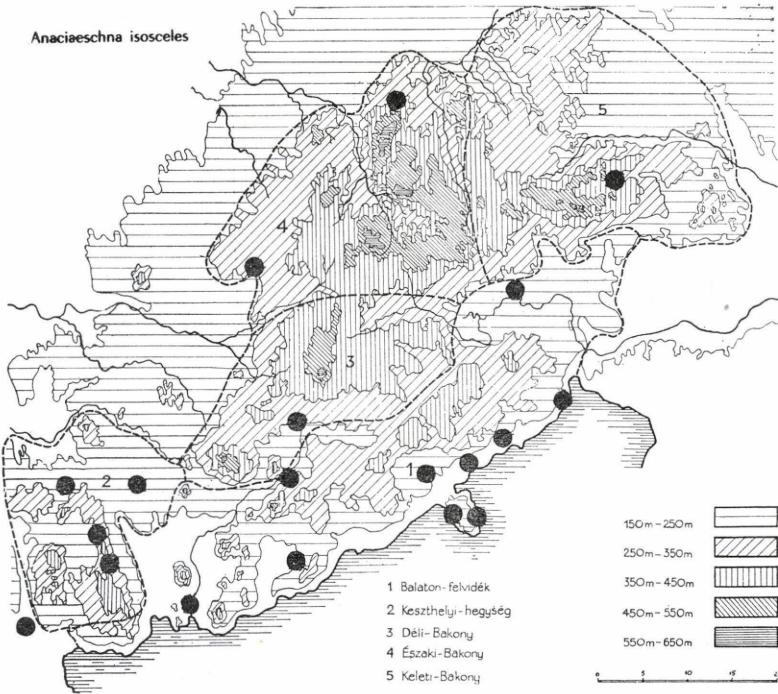 Anaciaeschna isosceles
5
4
3
2
1
150m-250m
250m-350m
350m-450m
450m-550m
550m-650m
1 Balaton-felvidék
2 Keszthelyi-hegység
3 Déli-Bakony
4 Északi-Bakony
5 Keleti-Bakony
0 5 10 15 20